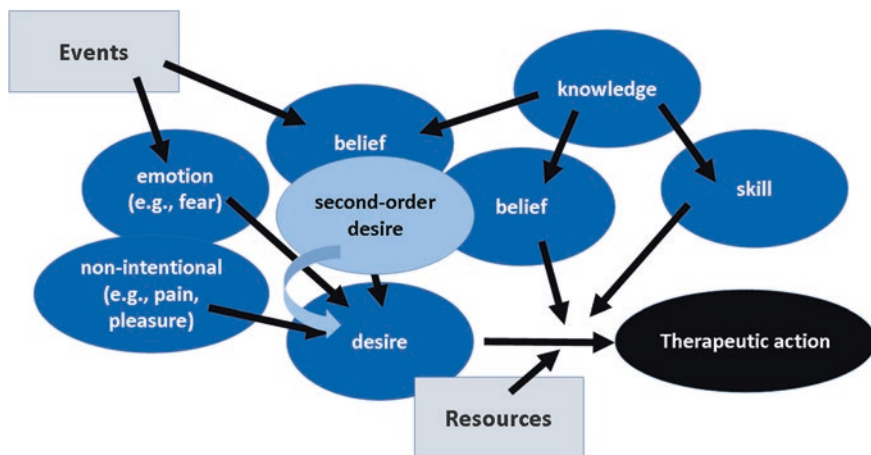 Events
knowledge
belief
emotion
(e.g., fear)
second-order
desire
belief
skill
non-intentional
(e.g., pain,
pleasure)
desire
Therapeutic action
Resources